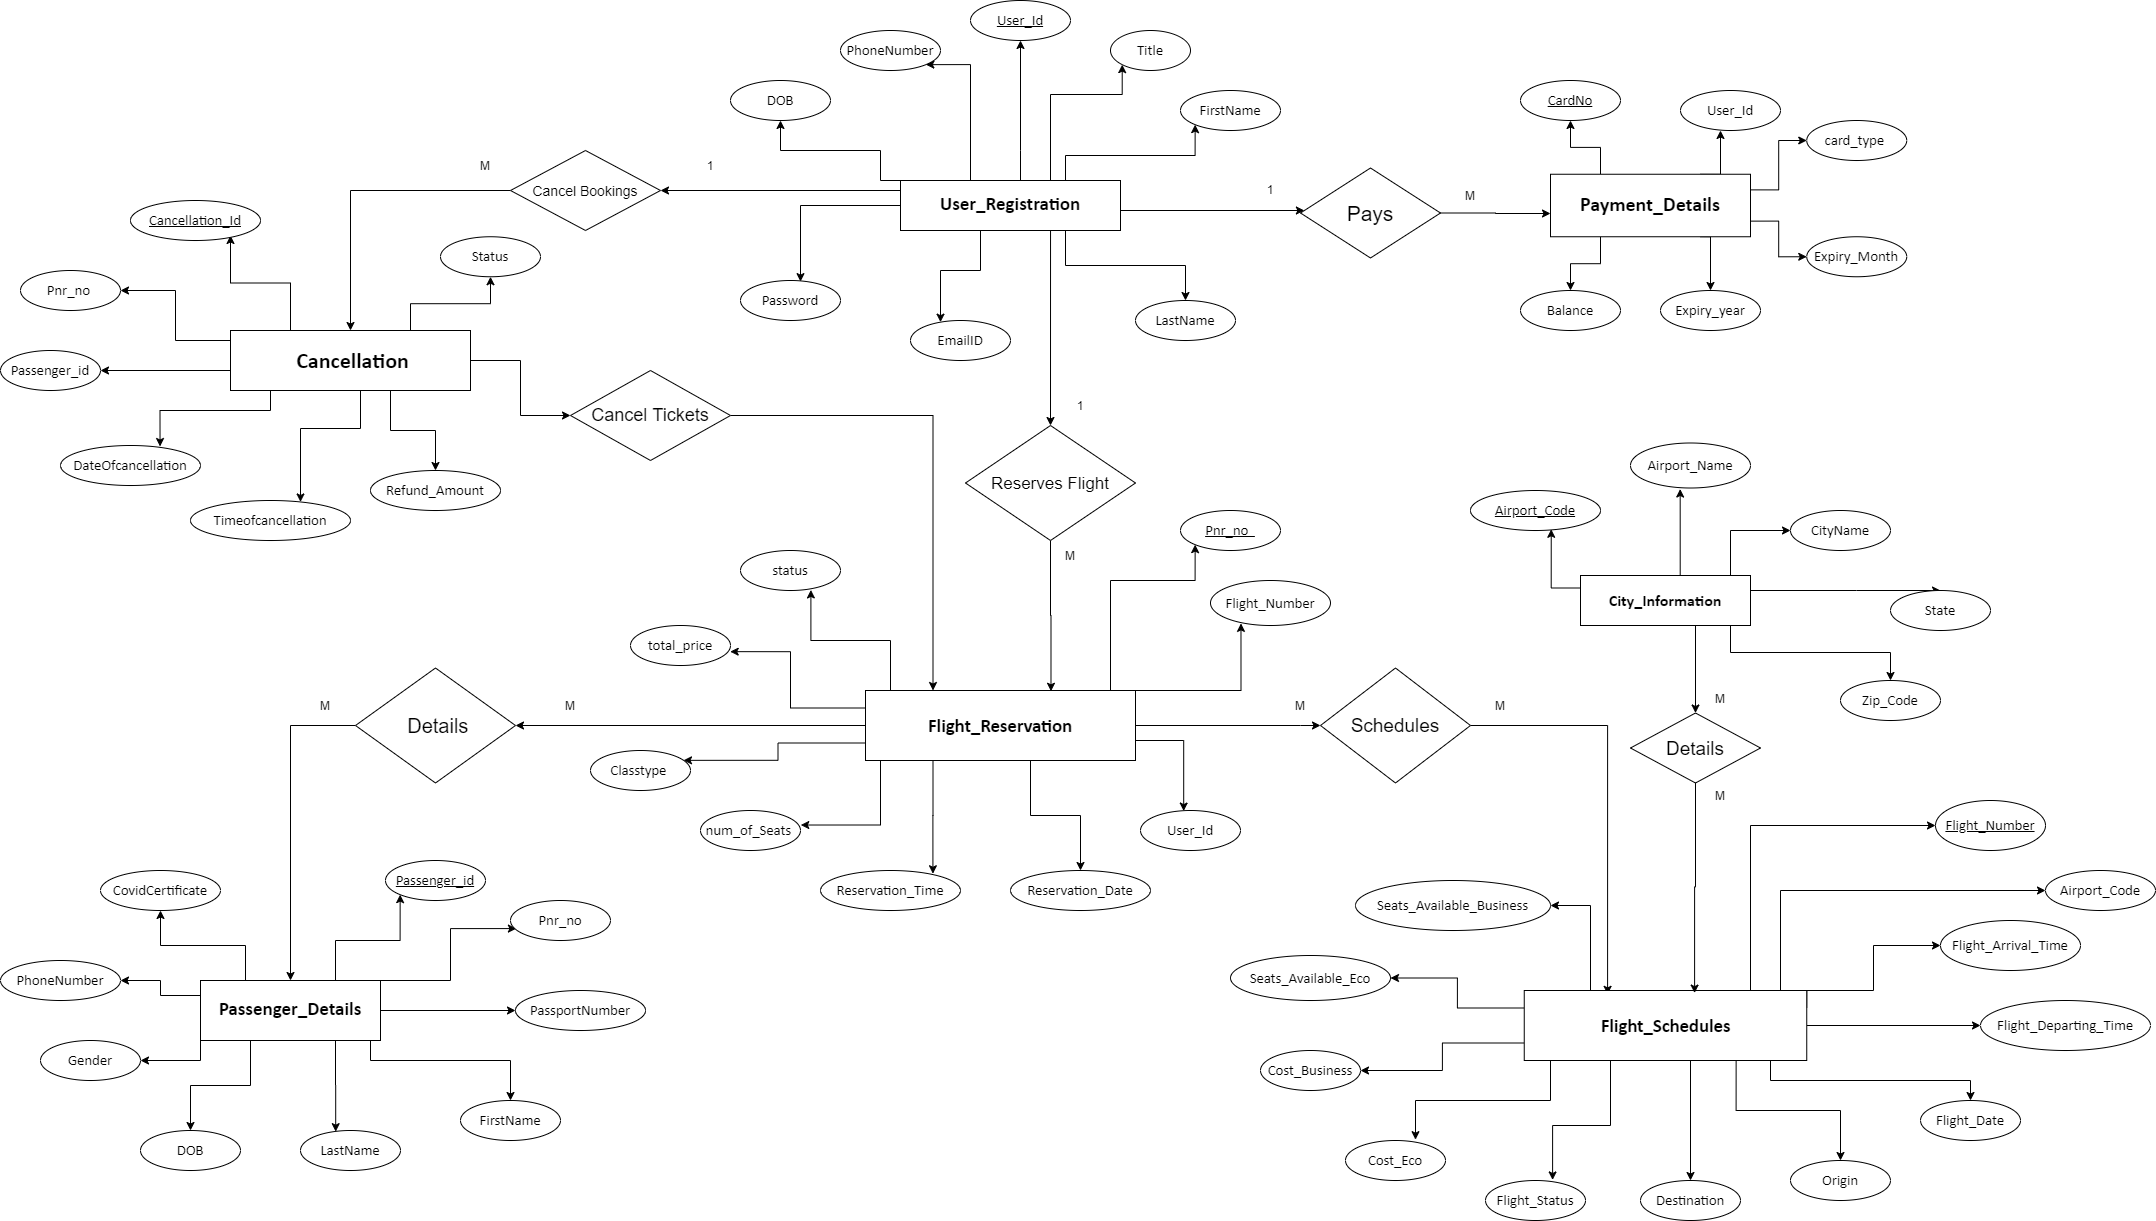 User_Id
PhoneNumber
Title
DOB
FirstName
CardNo
User_Id
card_type
M
Cancel Bookings
1
User_Registration
1
Pays
M
Payment_Details
Cancellation_Id
Status
Pnr_no
Password
EmailID
LastName
Balance
Expiry_year
Expiry_Month
Cancellation
Passenger_id
DateOfcancellation
Timeofcancellation
Refund_Amount
Cancel Tickets
1
Reserves Flight
M
Airport_Name
Airport_Code
CityName
City_Information
State
Zip_Code
Pnr_no
Flight_Number
status
total_price
M
Details
M
Flight_Reservation
M
Schedules
M
M
Details
M
Classtype
num_of_Seats
Reservation_Time
Reservation_Date
User_Id
Flight_Number
Airport_Code
Seats_Available_Business
Flight_Arrival_Time
Seats_Available_Eco
Flight_Schedules
Flight_Departing_Time
Cost_Business
Cost_Eco
Flight_Status
Destination
Origin
Flight_Date
CovidCertificate
Passenger_id
Pnr_no
PhoneNumber
Passenger_Details
PassportNumber
Gender
DOB
LastName
FirstName